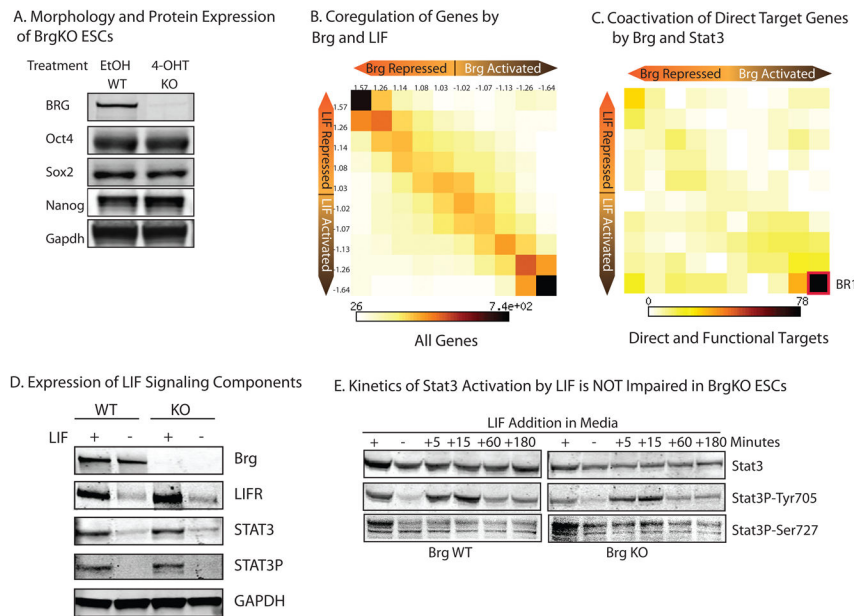 A. Morphology and Protein Expression
of BrgKO ESCs
Treatment EtOH 4-OHT
WT KO
BRG
Oct4
Sox2
Nanog
Gapdh
B. Coregulation of Genes by
Brg and LIF
Brg Repressed Brg Activated
1.57 1.26 1.14 1.08 1.03 -1.02 -1.07 -1.13 -1.26 -1.64
LIF Repressed LIF Activated
1.57
1.26
1.14
1.08
1.03
-1.02
-1.07
-1.13
1.26
-1.64
26 7.4e+02
All Genes
C. Coactivation of Direct Target Genes
by Brg and Stat3
Brg Repressed Brg Activated
LIF Repressed LIF Activated
BR1
0 78
Direct and Functional Targets
D. Expression of LIF Signaling Components
WT KO
LIF + - + -
Brg
LIFR
STAT3
STAT3P
GAPDH
E. Kinetics of Stat3 Activation by LIF is NOT Impaired in BrgKO ESCs
LIF Addition in Media
+ - +5 +15 +60 +180 + - +5 +15 +60 +180 Minutes
Stat3
Stat3P-Tyr705
Stat3P-Ser727
Brg WT Brg KO